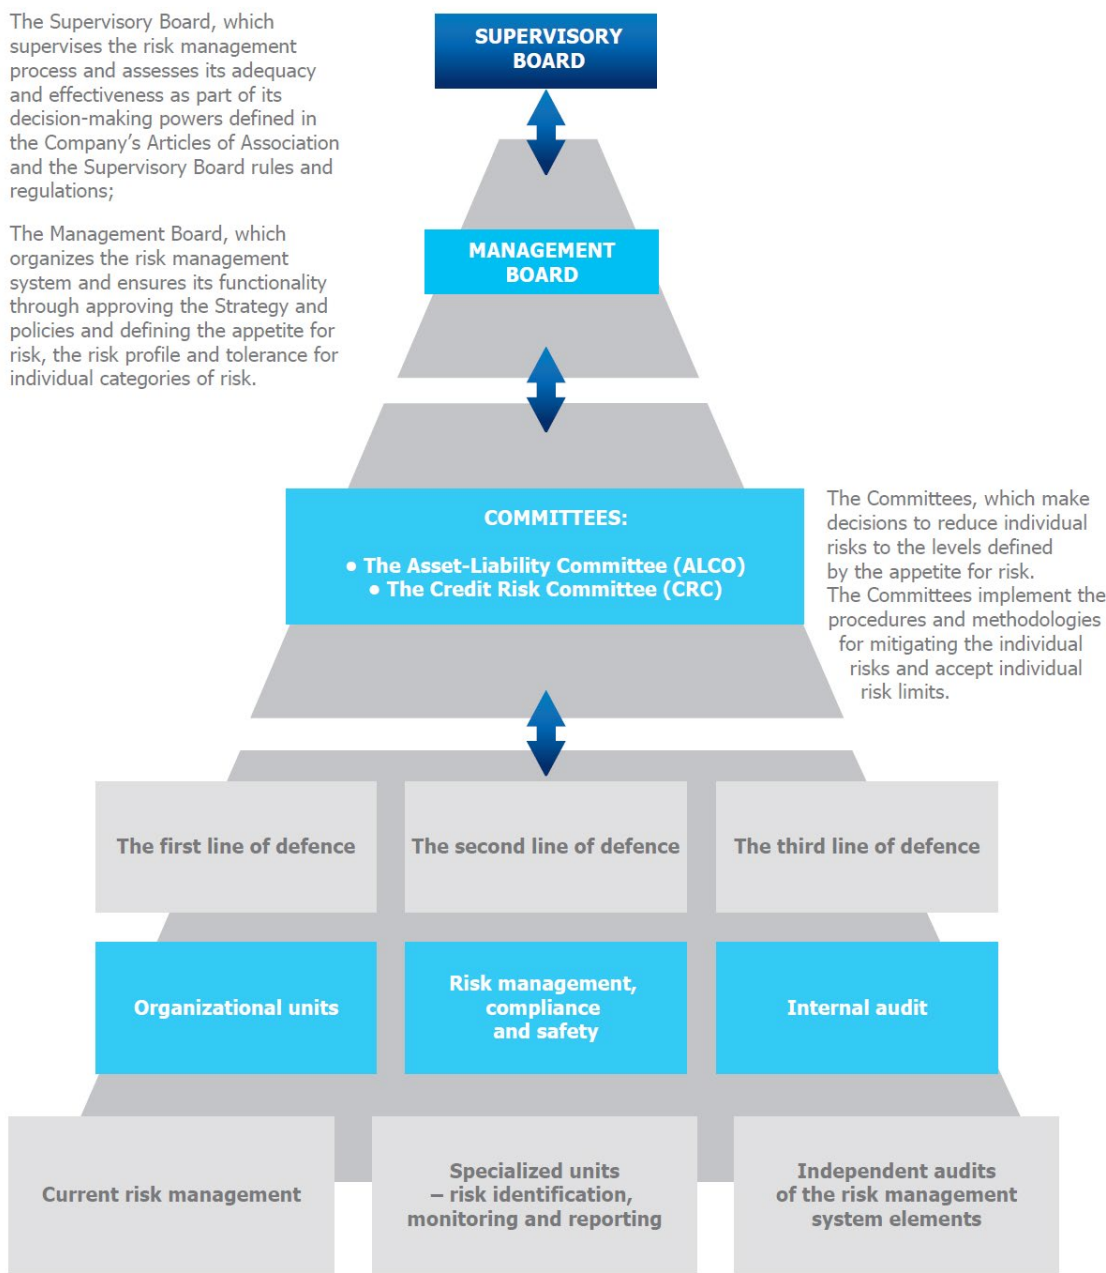 The Supervisory Board, which
supervises the risk management
process and assesses its adequacy
and effectiveness as part of its
decision-making powers defined in
the Company’s Articles of Association
and the Supervisory Board rules and
regulations;
The Management Board, which
organizes the risk management
system and ensures its functionality
through approving the Strategy and
policies and defining the appetite for
risk, the risk profile and tolerance for
individual categories of risk.
SUPERVISORY
BOARD
MANAGEMENT
BOARD
COMMITTEES:
● The Asset-Liability Committee (ALCO)
● The Credit Risk Committee (CRC)
The Committees, which make
decisions to reduce individual
risks to the levels defined
by the appetite for risk.
The Committees implement the
procedures and methodologies
for mitigating the individual
risks and accept individual
risk limits.
The first line of defence
The second line of defence
The third line of defence
Organizational units
Risk management,
compliance
and safety
Internal audit
Current risk management
Specialized units
– risk identification,
monitoring and reporting
Independent audits
of the risk management
system elements